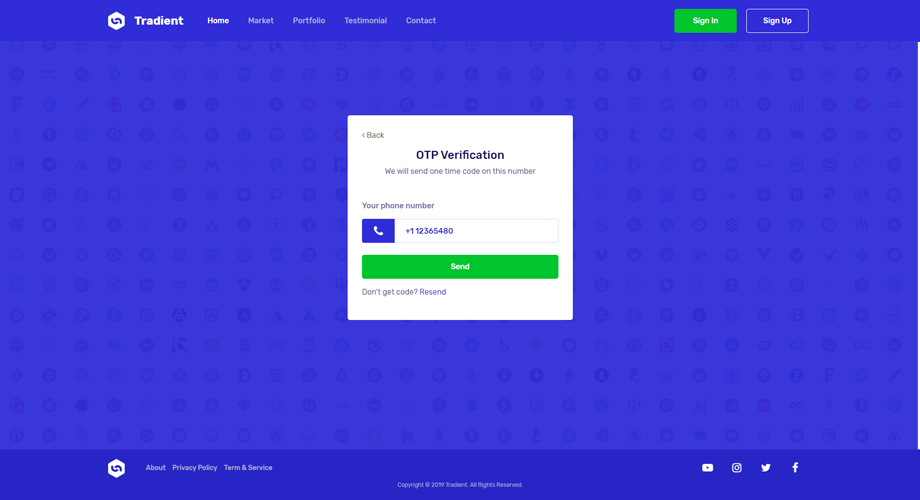 Tradient
Home Market Portfolio Testimonial Contact
Sign In
Sign Up
‹ Back
OTP Verification
We will send one time code on this number
Your phone number
+1 12365480
Send
Don't get code? Resend
About Privacy Policy Term & Service
Copyright © 2019 Tradient. All Rights Reserved.